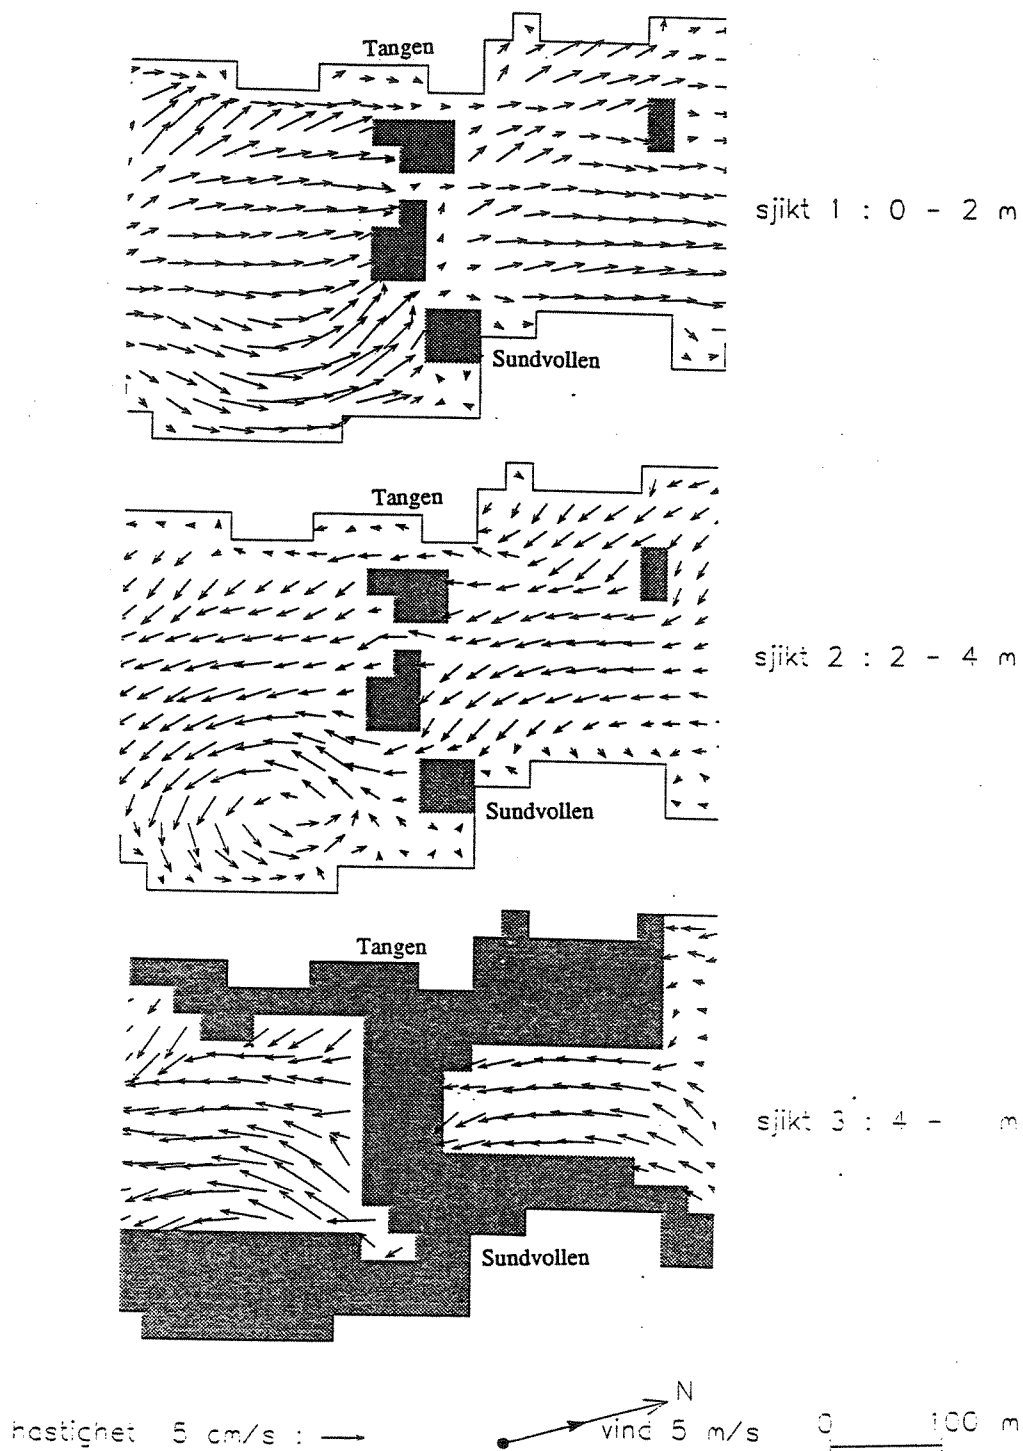 Tangen
sjikt 1 : 0 - 2 m
Sundvollen
Tangen
sjikt 2 : 2 - 4 m
Sundvollen
Tangen
sjikt 3 : 4 - m
Sundvollen
N
hastighet 5 cm/s :
vind 5 m/s
0 100 m